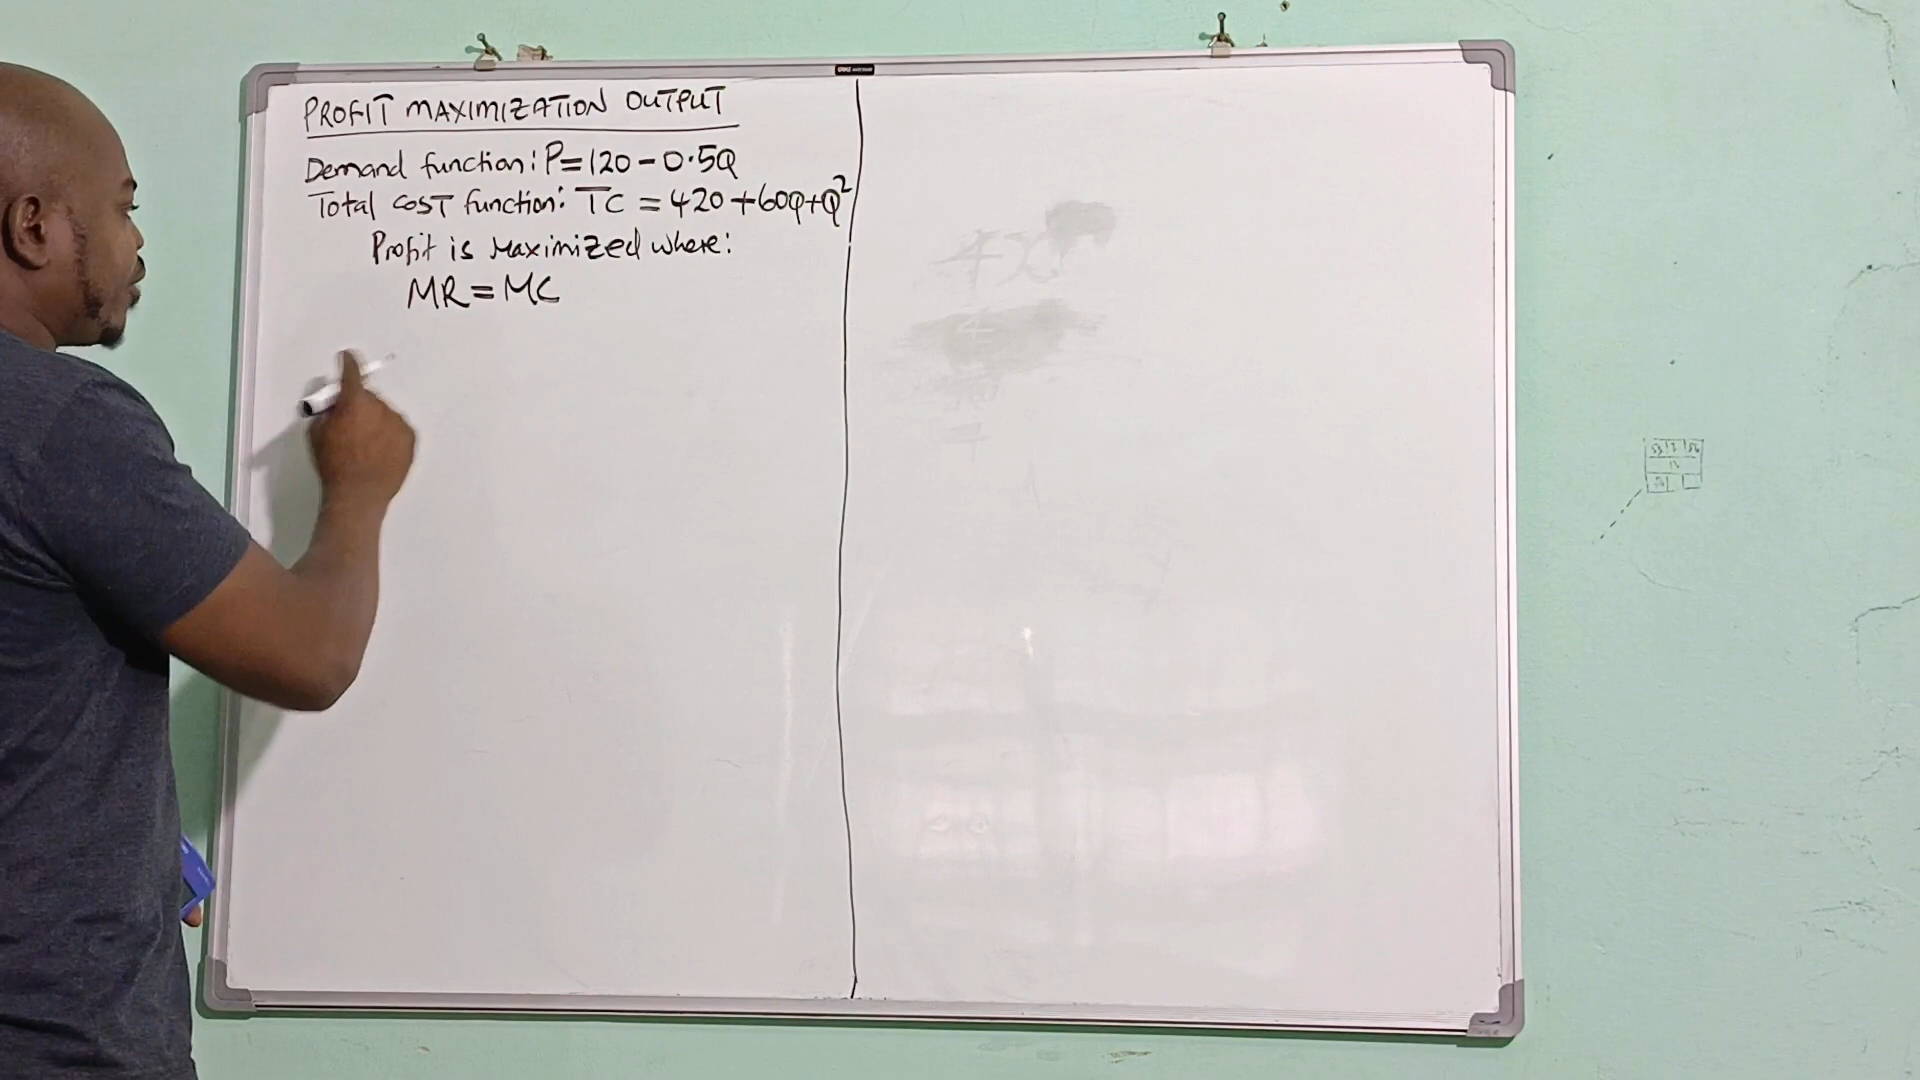 PROFIT MAXIMIZATION OUTPUT
Demand function: P=120-0.5Q
Total cost function: TC = 420+60Q+Q²
Profit is Maximized where:
MR=MC